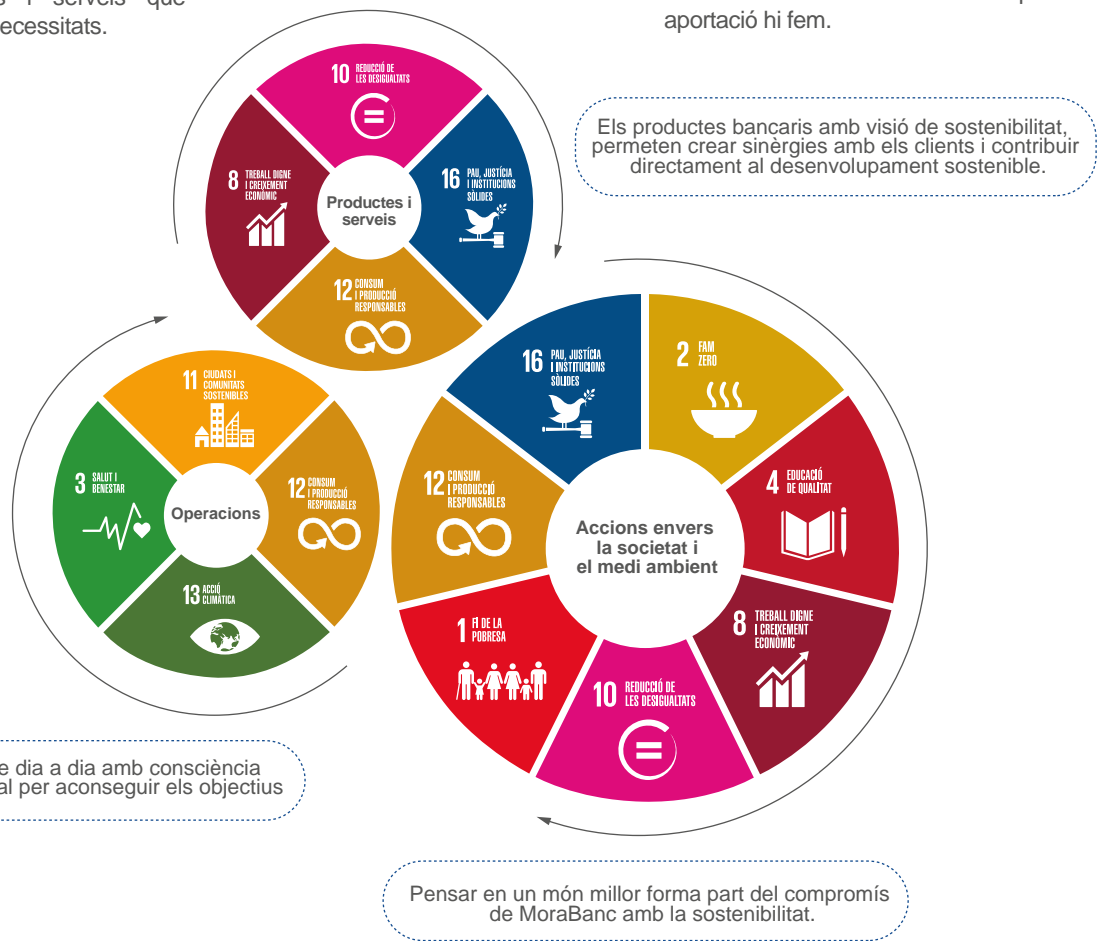 i serveis que
aportació hi fem.
10 REDUCCIÓ DE
LES DESIGUALTATS
8 TREBALL DIGNE
I CREIXEMENT
ECONÒMIC
16 PAU, JUSTÍCIA
I INSTITUCIONS
SÒLIDES
Productes i
serveis
12 CONSUM
I PRODUCCIÓ
RESPONSABLES
Els productes bancaris amb visió de sostenibilitat,
permeten crear sinèrgies amb els clients i contribuir
directament al desenvolupament sostenible.
11 CIUDATS I
COMUNITATS
SOSTENIBLES
3 SALUT I
BENESTAR
12 CONSUM
I PRODUCCIÓ
RESPONSABLES
Operacions
13 ACCIÓ
CLIMÀTICA
16 PAU, JUSTÍCIA
I INSTITUCIONS
SÒLIDES
2 FAM
ZERO
12 CONSUM
I PRODUCCIÓ
RESPONSABLES
4 EDUCACIÓ
DE QUALITAT
Accions envers
la societat i
el medi ambient
1 FI DE LA
POBRESA
8 TREBALL DIGNE
I CREIXEMENT
ECONÒMIC
10 REDUCCIÓ DE
LES DESIGUALTATS
dia a dia amb consciència
per aconseguir els objectius
Pensar en un món millor forma part del compromís
de MoraBanc amb la sostenibilitat.